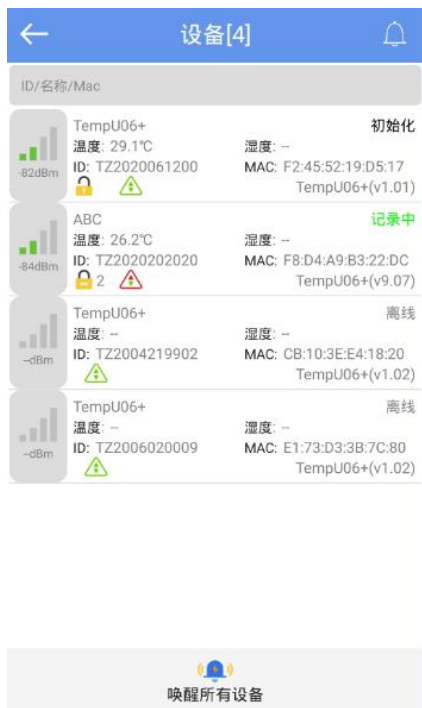 设备[4]
ID/名称/Mac
TempU06+ 初始化
温度: 29.1℃ 湿度: --
-82dBm ID: TZ2020061200 MAC: F2:45:52:19:D5:17
TempU06+(v1.01)
ABC 记录中
温度: 26.2℃ 湿度: --
-84dBm ID: TZ2020202020 MAC: F8:D4:A9:B3:22:DC
2 TempU06+(v9.07)
TempU06+ 离线
温度: -- 湿度: --
--dBm ID: TZ2004219902 MAC: CB:10:3E:E4:18:20
TempU06+(v1.02)
TempU06+ 离线
温度: -- 湿度: --
--dBm ID: TZ2006020009 MAC: E1:73:D3:3B:7C:80
TempU06+(v1.02)
唤醒所有设备